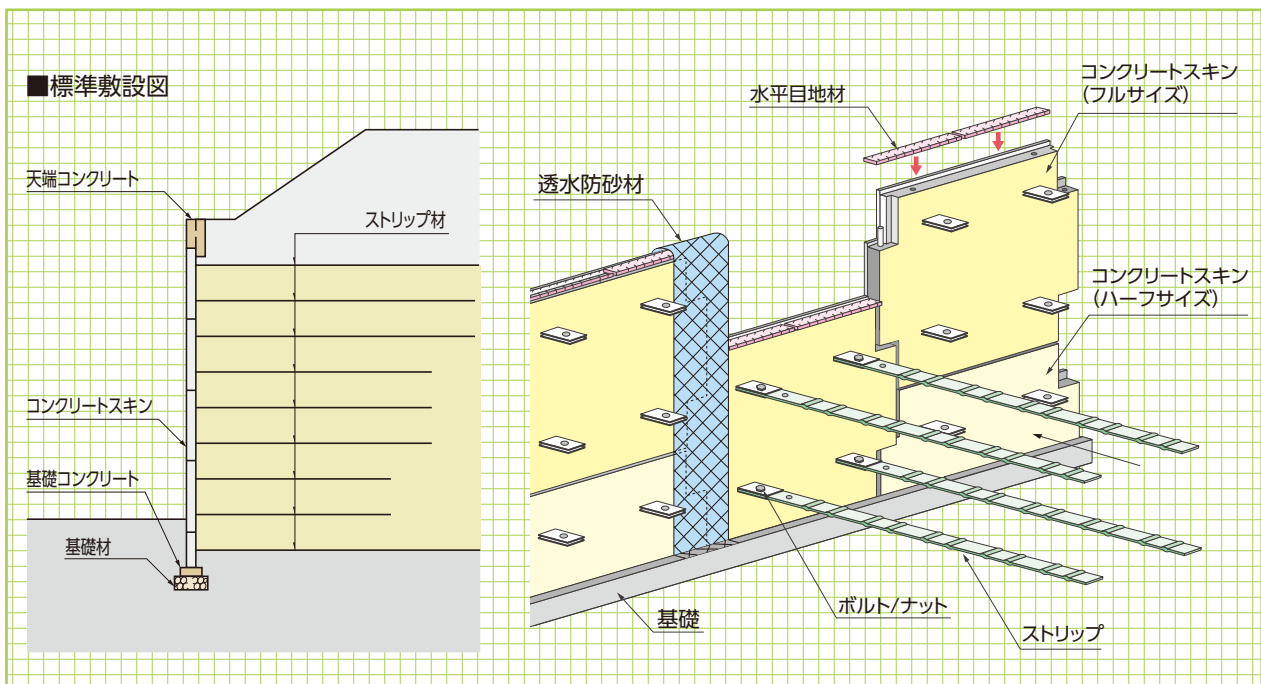 ■標準敷設図
天端コンクリート
ストリップ材
コンクリートスキン
基礎コンクリート
基礎材
水平目地材
コンクリートスキン
(フルサイズ)
透水防砂材
コンクリートスキン
(ハーフサイズ)
ボルト/ナット
基礎
ストリップ